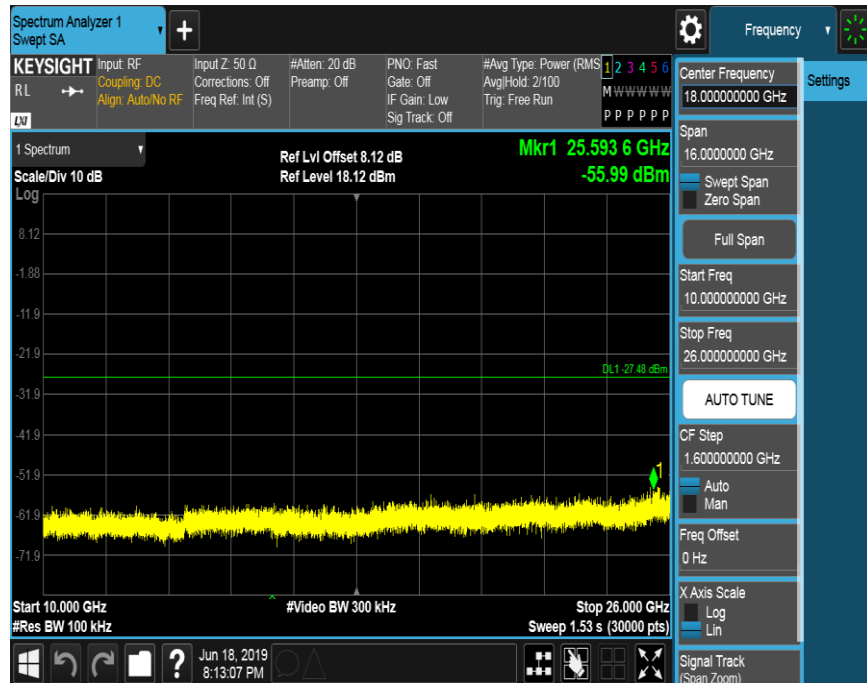 Spectrum Analyzer 1
Swept SA
Frequency
KEYSIGHT
RL
LXI
Input: RF
Coupling: DC
Align: Auto/No RF
Input Z: 50 Ω
Corrections: Off
Freq Ref: Int (S)
#Atten: 20 dB
Preamp: Off
PNO: Fast
Gate: Off
IF Gain: Low
Sig Track: Off
#Avg Type: Power (RMS
Avg|Hold: 2/100
Trig: Free Run
1 2 3 4 5 6
M W W W W W
P P P P P P
1 Spectrum
Scale/Div 10 dB
Log
Ref Lvl Offset 8.12 dB
Ref Level 18.12 dBm
Mkr1 25.593 6 GHz
-55.99 dBm
8.12
-1.88
-11.9
-21.9
DL1 -27.48 dBm
-31.9
-41.9
-51.9
1
-61.9
-71.9
Start 10.000 GHz
#Video BW 300 kHz
Stop 26.000 GHz
#Res BW 100 kHz
Sweep 1.53 s (30000 pts)
Center Frequency
18.000000000 GHz
Settings
Span
16.0000000 GHz
Swept Span
Zero Span
Full Span
Start Freq
10.000000000 GHz
Stop Freq
26.000000000 GHz
AUTO TUNE
CF Step
1.600000000 GHz
Auto
Man
Freq Offset
0 Hz
X Axis Scale
Log
Lin
Signal Track
(Span Zoom)
?
Jun 18, 2019
8:13:07 PM